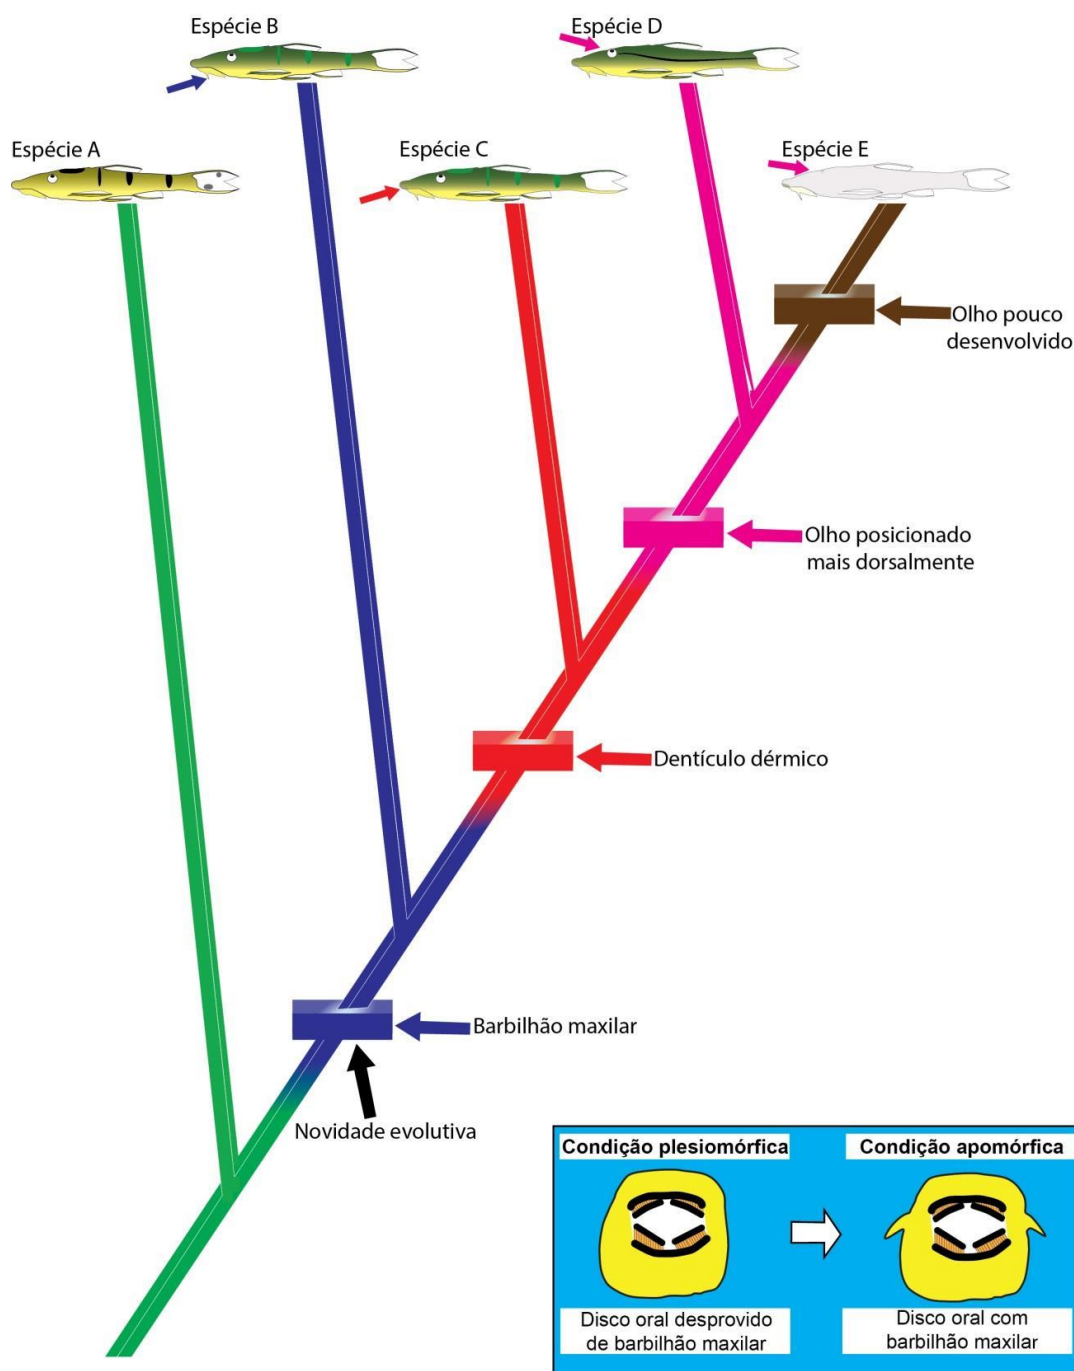 Espécie B
Espécie D
Espécie A
Espécie C
Espécie E
Olho pouco
desenvolvido
Olho posicionado
mais dorsalmente
Dentículo dérmico
Barbilhão maxilar
Novidade evolutiva
Condição plesiomórfica
Condição apomórfica
Disco oral desprovido
de barbilhão maxilar
Disco oral com
barbilhão maxilar